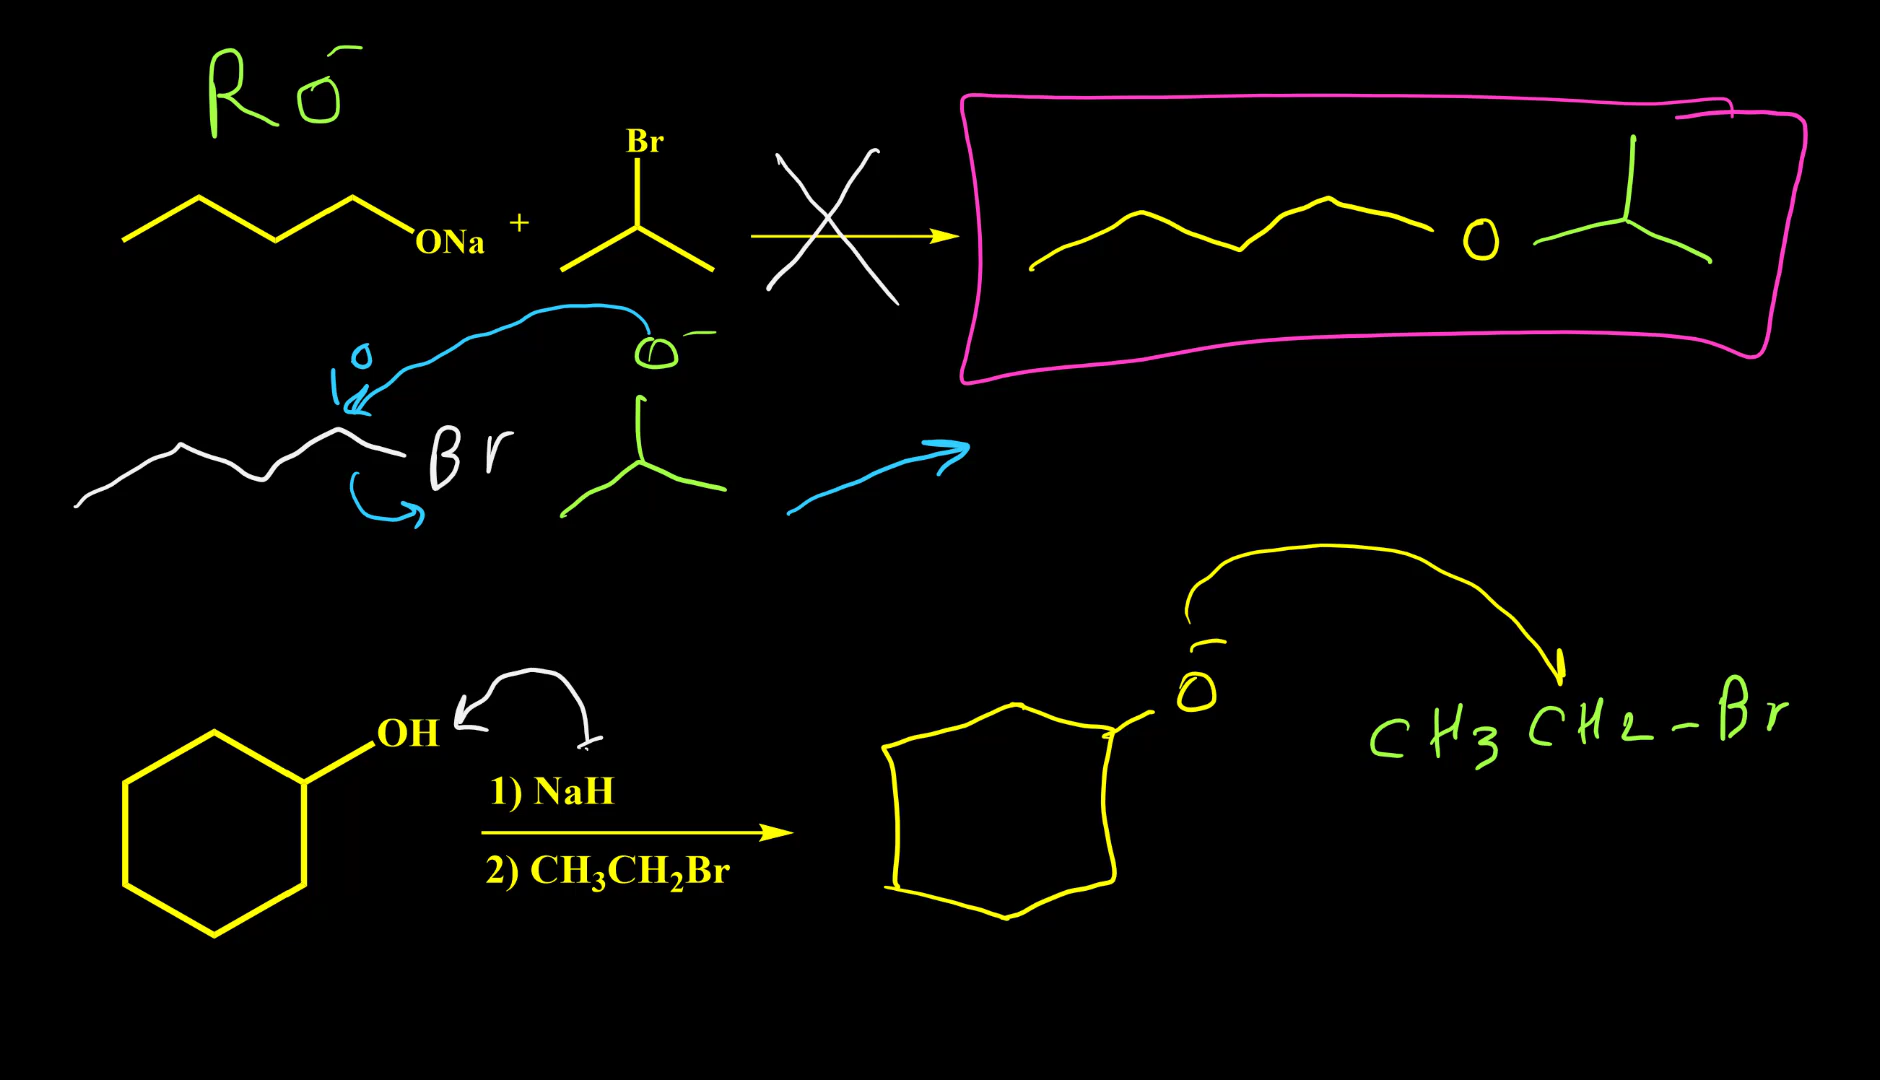 RO⁻
Br
ONa
+
O
1°
O⁻
Br
OH
O⁻
CH3CH2-Br
1) NaH
2) CH₃CH₂Br